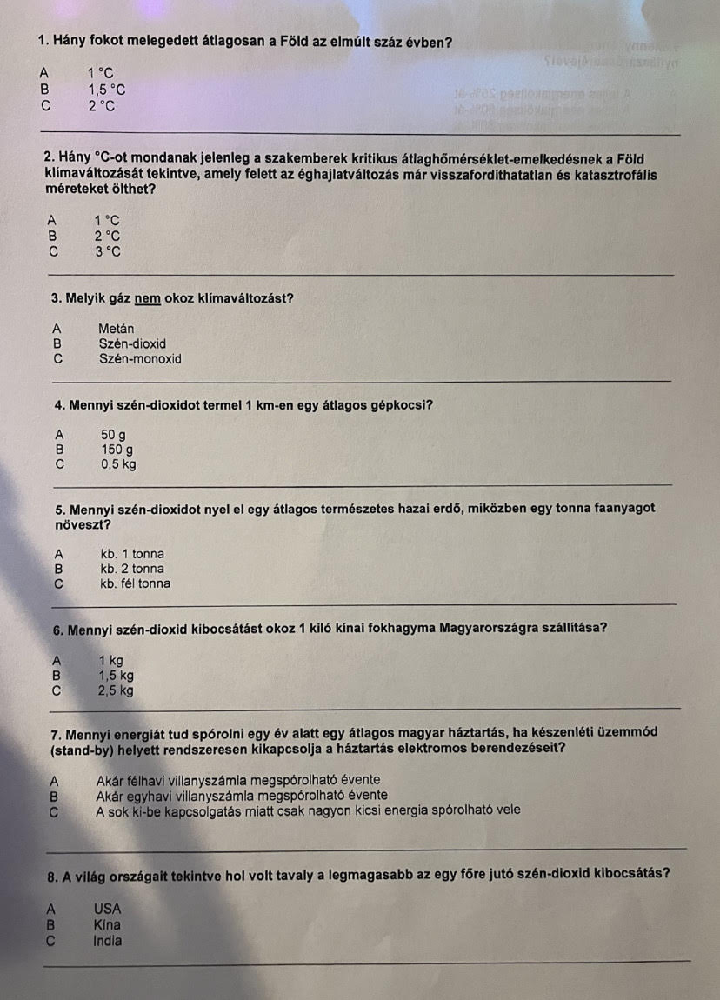 1. Hány fokot melegedett átlagosan a Föld az elmúlt száz évben?
A 1 °C
B 1,5 °C
C 2 °C
2. Hány °C-ot mondanak jelenleg a szakemberek kritikus átlaghőmérséklet-emelkedésnek a Föld
klímaváltozását tekintve, amely felett az éghajlatváltozás már visszafordíthatatlan és katasztrofális
méreteket ölthet?
A 1 °C
B 2 °C
C 3 °C
3. Melyik gáz nem okoz klímaváltozást?
A Metán
B Szén-dioxid
C Szén-monoxid
4. Mennyi szén-dioxidot termel 1 km-en egy átlagos gépkocsi?
A 50 g
B 150 g
C 0,5 kg
5. Mennyi szén-dioxidot nyel el egy átlagos természetes hazai erdő, miközben egy tonna faanyagot
növeszt?
A kb. 1 tonna
B kb. 2 tonna
C kb. fél tonna
6. Mennyi szén-dioxid kibocsátást okoz 1 kiló kínai fokhagyma Magyarországra szállítása?
A 1 kg
B 1,5 kg
C 2,5 kg
7. Mennyi energiát tud spórolni egy év alatt egy átlagos magyar háztartás, ha készenléti üzemmód
(stand-by) helyett rendszeresen kikapcsolja a háztartás elektromos berendezéseit?
A Akár félhavi villanyszámla megspórolható évente
B Akár egyhavi villanyszámla megspórolható évente
C A sok ki-be kapcsolgatás miatt csak nagyon kicsi energia spórolható vele
8. A világ országait tekintve hol volt tavaly a legmagasabb az egy főre jutó szén-dioxid kibocsátás?
A USA
B Kína
C India